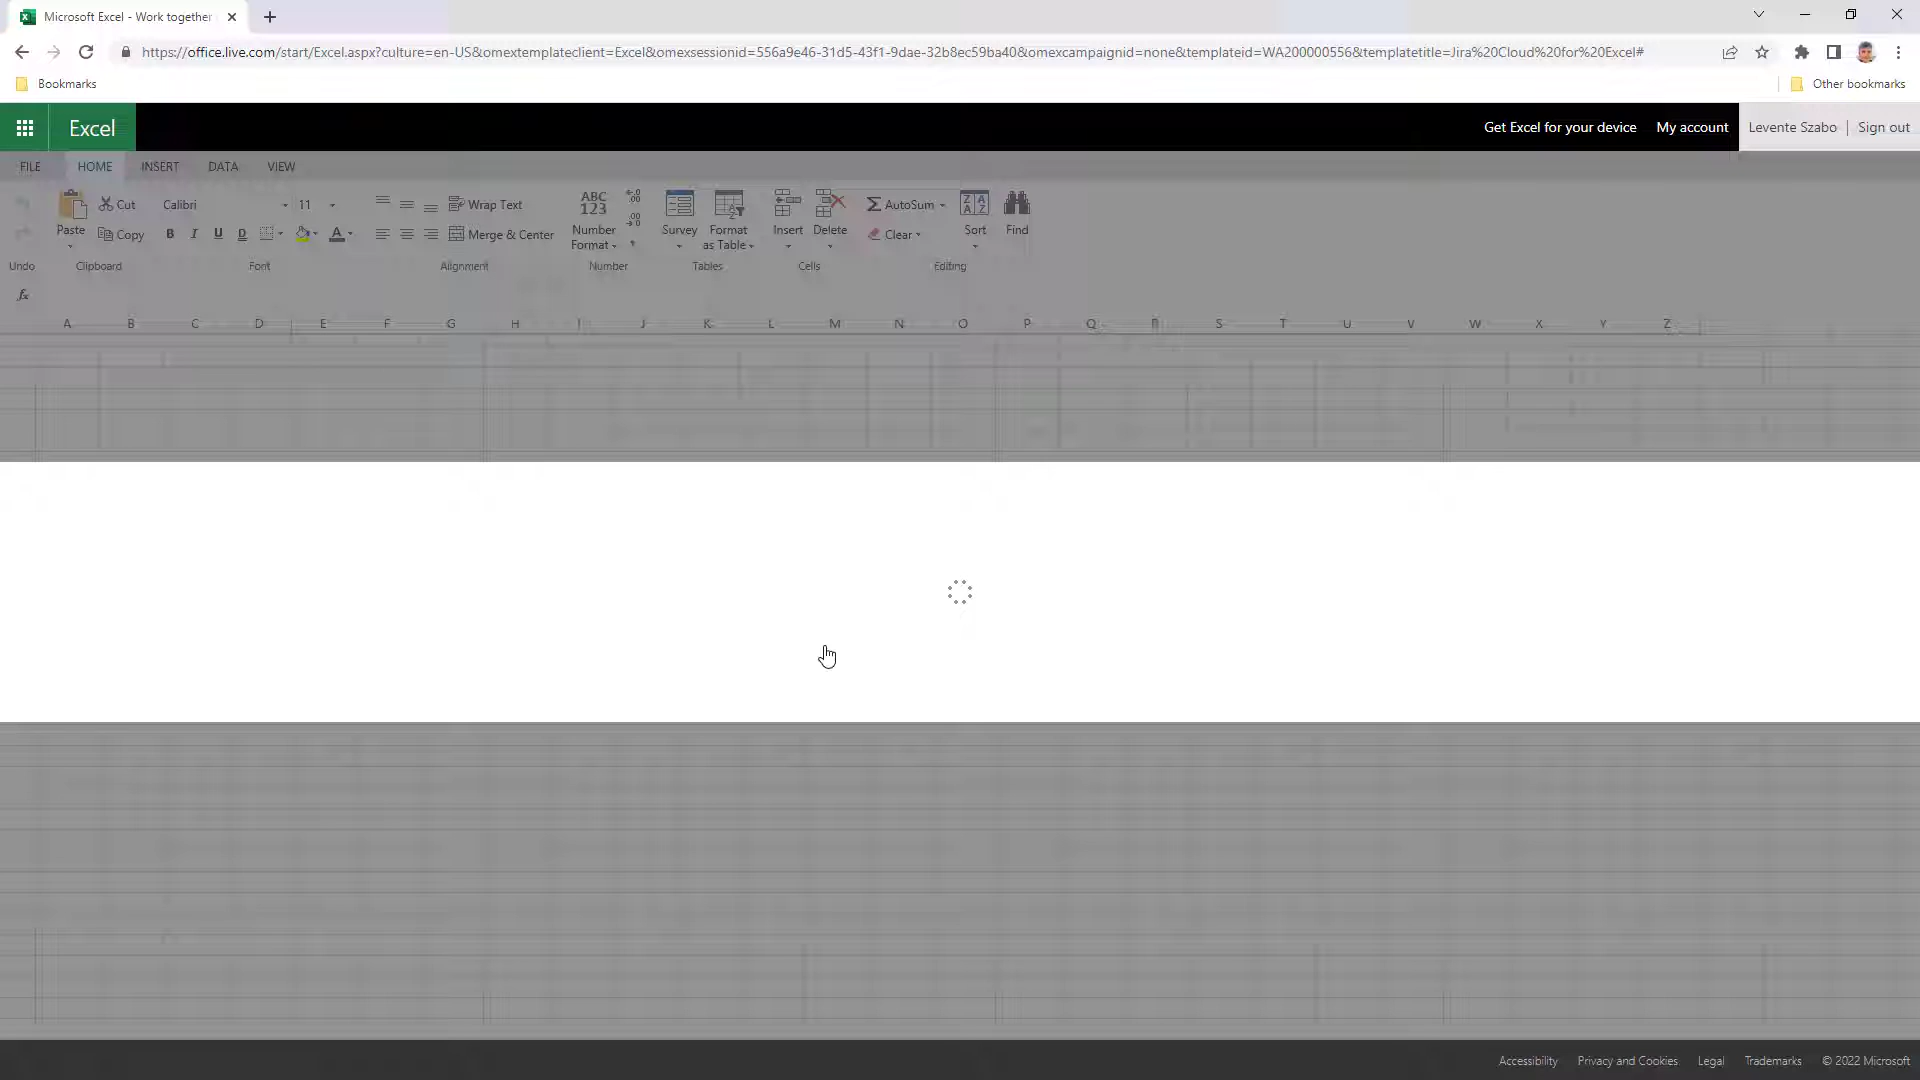 Microsoft Excel - Work together
https://office.live.com/start/Excel.aspx?culture=en-US&omextemplateclient=Excel&omexsessionid=556a9e46-31d5-43f1-9dae-32b8ec59ba40&omexcampaignid=none&templateid=WA200000556&templatetitle=Jira%20Cloud%20for%20Excel#
Bookmarks
Other bookmarks
Excel
Get Excel for your device
My account
Levente Szabo
Sign out
FILE
HOME
INSERT
DATA
VIEW
Paste
Cut
Copy
Calibri
11
B I U D
A
Wrap Text
Merge & Center
ABC
123
Number
Format
Survey
Format
as Table
Insert
Delete
AutoSum
Clear
Sort
Find
Undo
Clipboard
Font
Alignment
Number
Tables
Cells
Editing
fx
A B C D E F G H I J K L M N O P Q R S T U V W X Y Z
Accessibility
Privacy and Cookies
Legal
Trademarks
© 2022 Microsoft